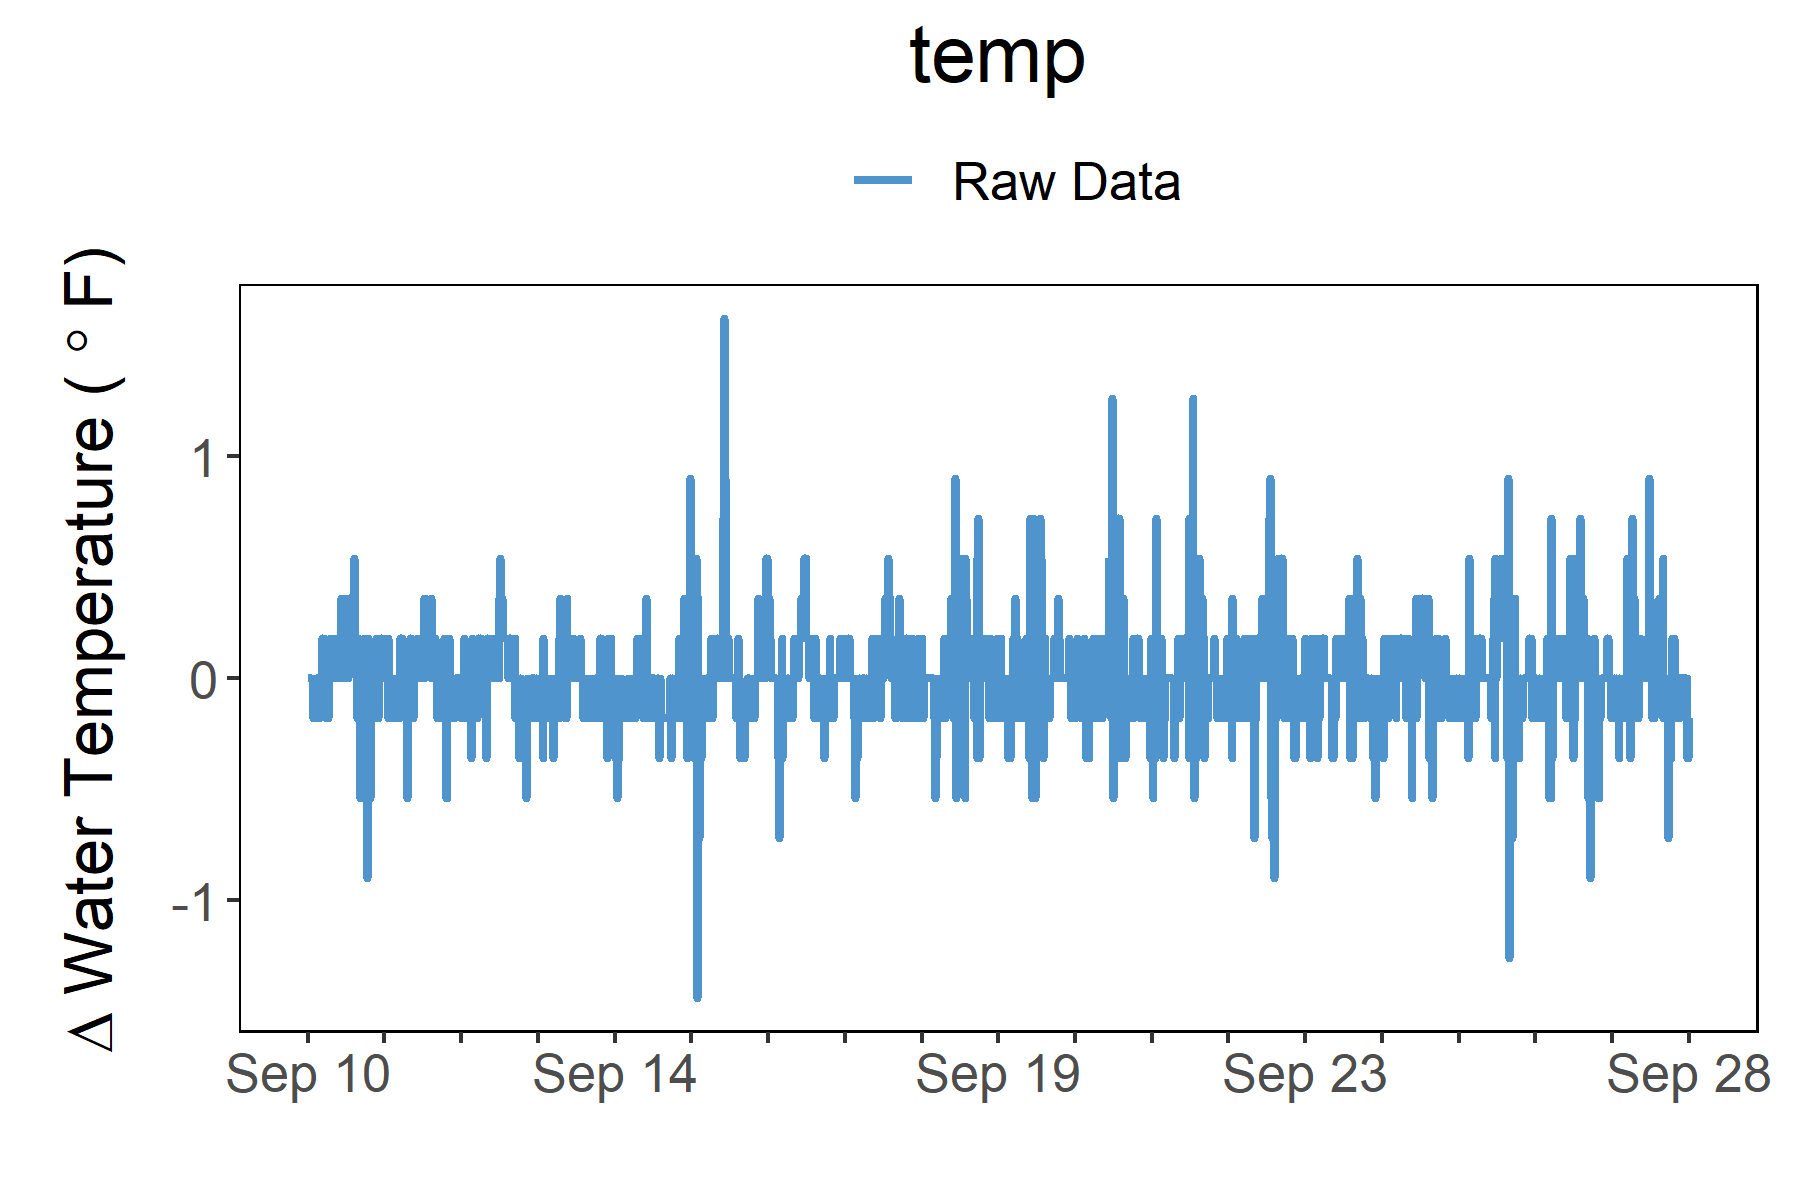 temp
Raw Data
Δ Water Temperature ( ° F)
1
0
-1
Sep 10 Sep 14 Sep 19 Sep 23 Sep 28